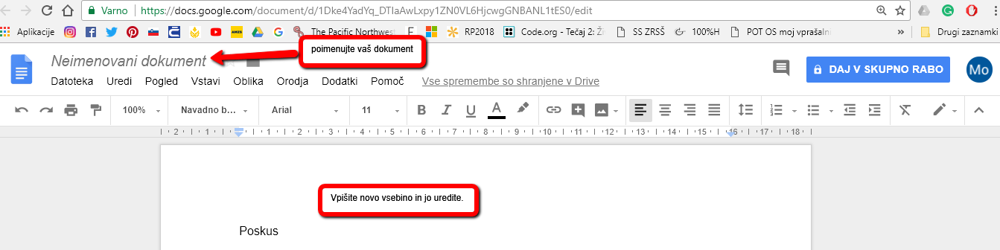 Varno https://docs.google.com/document/d/1Dke4YadYq_DTIaAwLxpy1ZN0VL6HjcwgGNBANL1tES0/edit
Aplikacije The Pacific Northwes F RP2018 Code.org - Tečaj 2: Ži SS ZRSŠ 100%H POT OS moj vprašaln » Drugi zaznamki
poimenujte vaš dokument
Neimenovani dokument
DAJ V SKUPNO RABO Mo
Datoteka Uredi Pogled Vstavi Oblika Orodja Dodatki Pomoč Vse spremembe so shranjene v Drive
100% Navadno b... Arial 11 B I U A
2 1 1 2 3 4 5 6 7 8 9 10 11 12 13 14 15 16 17 18
Vpišite novo vsebino in jo uredite.
Poskus